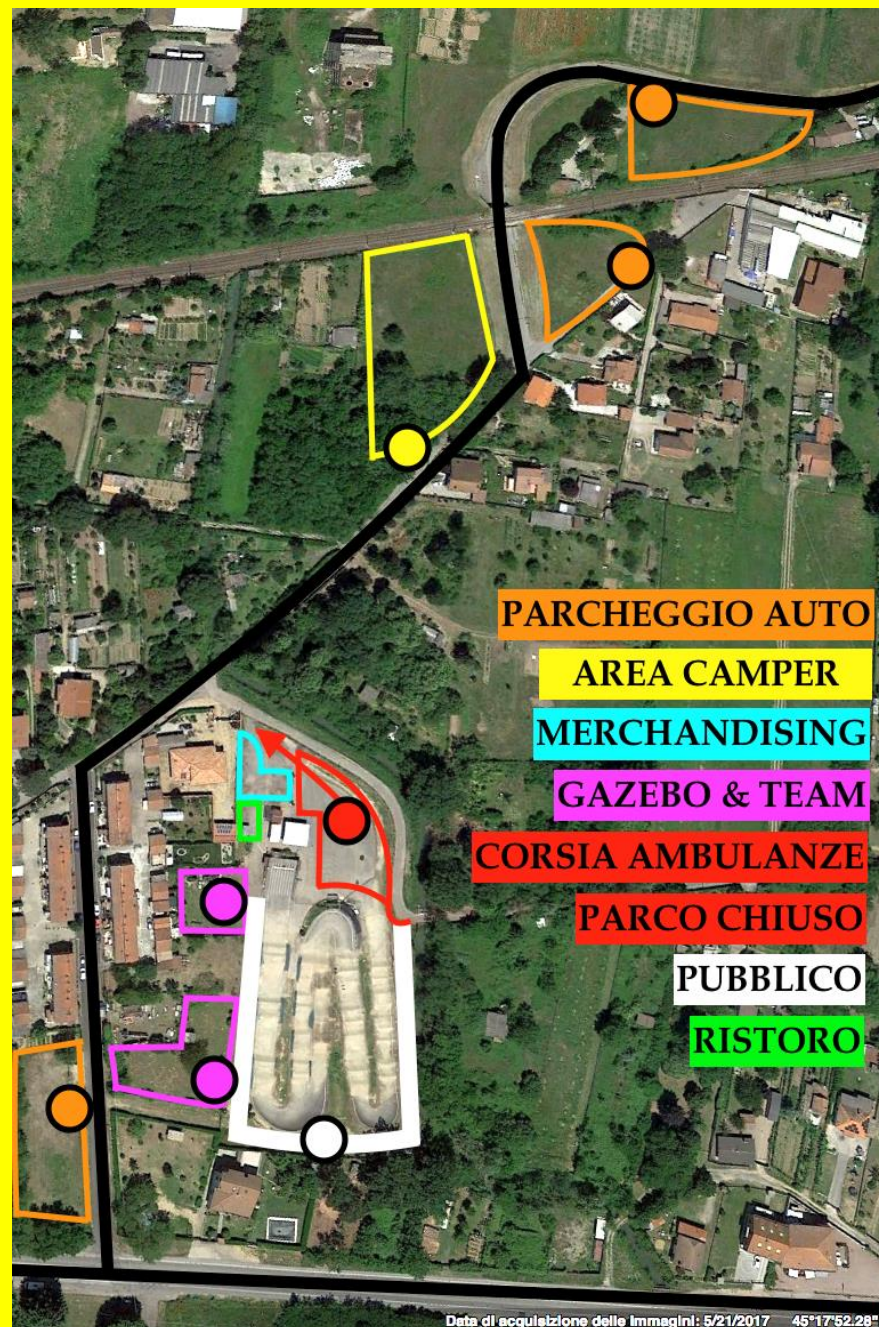 PARCHEGGIO AUTO
AREA CAMPER
MERCHANDISING
GAZEBO & TEAM
CORSIA AMBULANZE
PARCO CHIUSO
PUBBLICO
RISTORO
Data di acquisizione delle immagini: 5/21/2017 45°17'52.28"